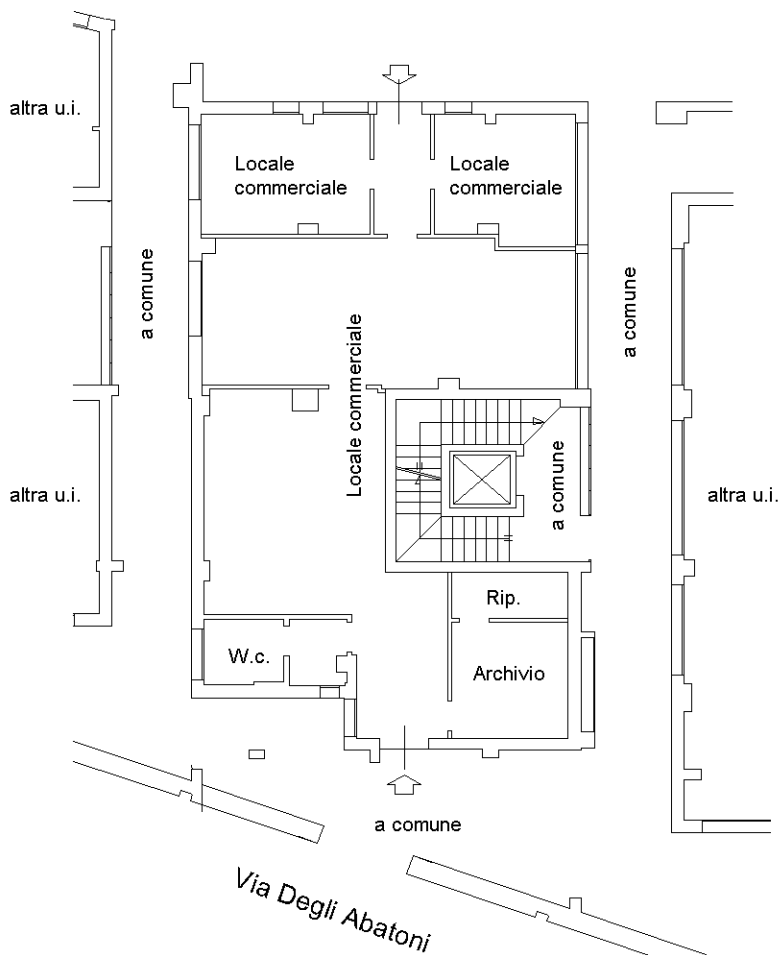 altra u.i.
Locale
commerciale
Locale
commerciale
a comune
a comune
Locale commerciale
altra u.i.
a comune
altra u.i.
Rip.
W.c.
Archivio
a comune
Via Degli Abatoni